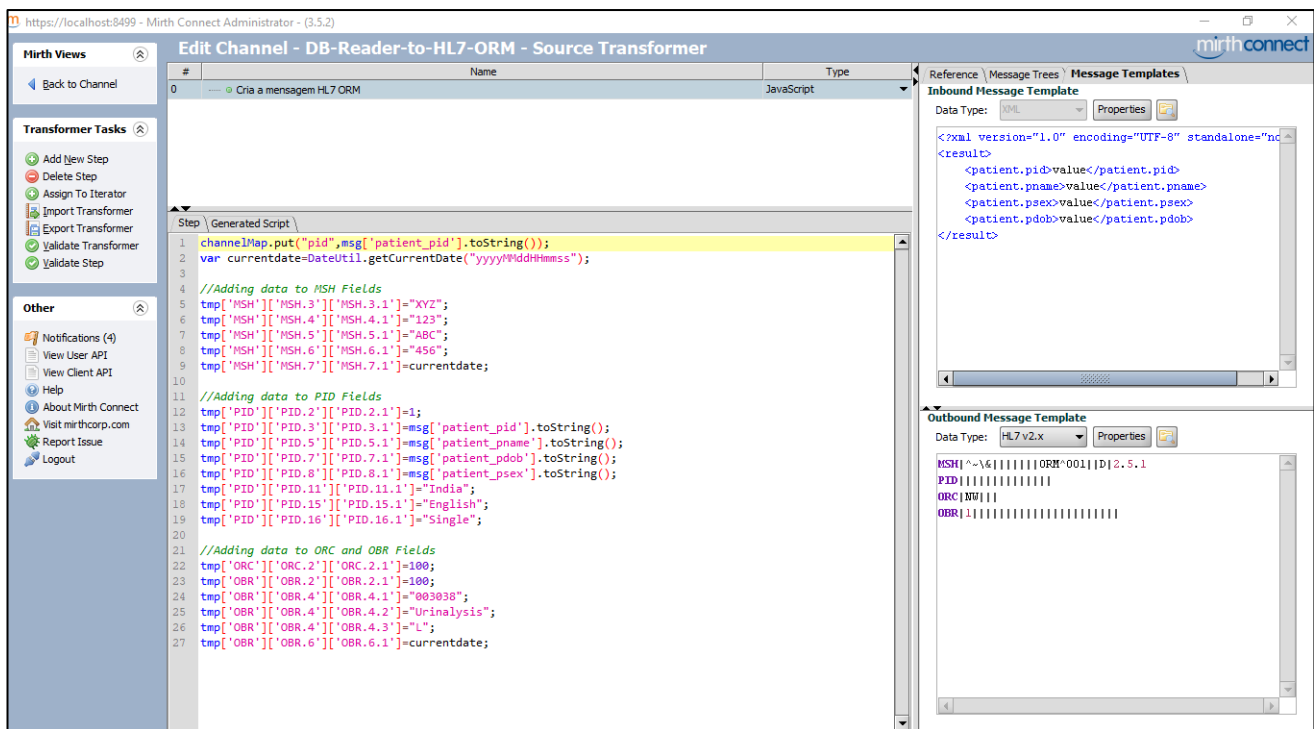 https://localhost:8499 - Mirth Connect Administrator - (3.5.2)
Mirth Views
Back to Channel
Transformer Tasks
Add New Step
Delete Step
Assign To Iterator
Import Transformer
Export Transformer
Validate Transformer
Validate Step
Other
Notifications (4)
View User API
View Client API
Help
About Mirth Connect
Visit mirthcorp.com
Report Issue
Logout
Edit Channel - DB-Reader-to-HL7-ORM - Source Transformer
mirth connect
# Name Type
0 Cria a mensagem HL7 ORM JavaScript
Step Generated Script
1 channelMap.put("pid",msg['patient_pid'].toString());
2 var currentdate=DateUtil.getCurrentDate("yyyyMMddHHmmss");
3
4 //Adding data to MSH Fields
5 tmp['MSH']['MSH.3']['MSH.3.1']="XYZ";
6 tmp['MSH']['MSH.4']['MSH.4.1']="123";
7 tmp['MSH']['MSH.5']['MSH.5.1']="ABC";
8 tmp['MSH']['MSH.6']['MSH.6.1']="456";
9 tmp['MSH']['MSH.7']['MSH.7.1']=currentdate;
10
11 //Adding data to PID Fields
12 tmp['PID']['PID.2']['PID.2.1']=1;
13 tmp['PID']['PID.3']['PID.3.1']=msg['patient_pid'].toString();
14 tmp['PID']['PID.5']['PID.5.1']=msg['patient_pname'].toString();
15 tmp['PID']['PID.7']['PID.7.1']=msg['patient_pdob'].toString();
16 tmp['PID']['PID.8']['PID.8.1']=msg['patient_psex'].toString();
17 tmp['PID']['PID.11']['PID.11.1']="India";
18 tmp['PID']['PID.15']['PID.15.1']="English";
19 tmp['PID']['PID.16']['PID.16.1']="Single";
20
21 //Adding data to ORC and OBR Fields
22 tmp['ORC']['ORC.2']['ORC.2.1']=100;
23 tmp['OBR']['OBR.2']['OBR.2.1']=100;
24 tmp['OBR']['OBR.4']['OBR.4.1']="003038";
25 tmp['OBR']['OBR.4']['OBR.4.2']="Urinalysis";
26 tmp['OBR']['OBR.4']['OBR.4.3']="L";
27 tmp['OBR']['OBR.6']['OBR.6.1']=currentdate;
Reference Message Trees Message Templates
Inbound Message Template
Data Type: XML Properties
<?xml version="1.0" encoding="UTF-8" standalone="no
<result>
<patient.pid>value</patient.pid>
<patient.pname>value</patient.pname>
<patient.psex>value</patient.psex>
<patient.pdob>value</patient.pdob>
</result>
Outbound Message Template
Data Type: HL7 v2.x Properties
MSH|^~\&|||||||ORM^O01||D|2.5.1
PID||||||||||||||
ORC|NW|||
OBR|1||||||||||||||||||||||